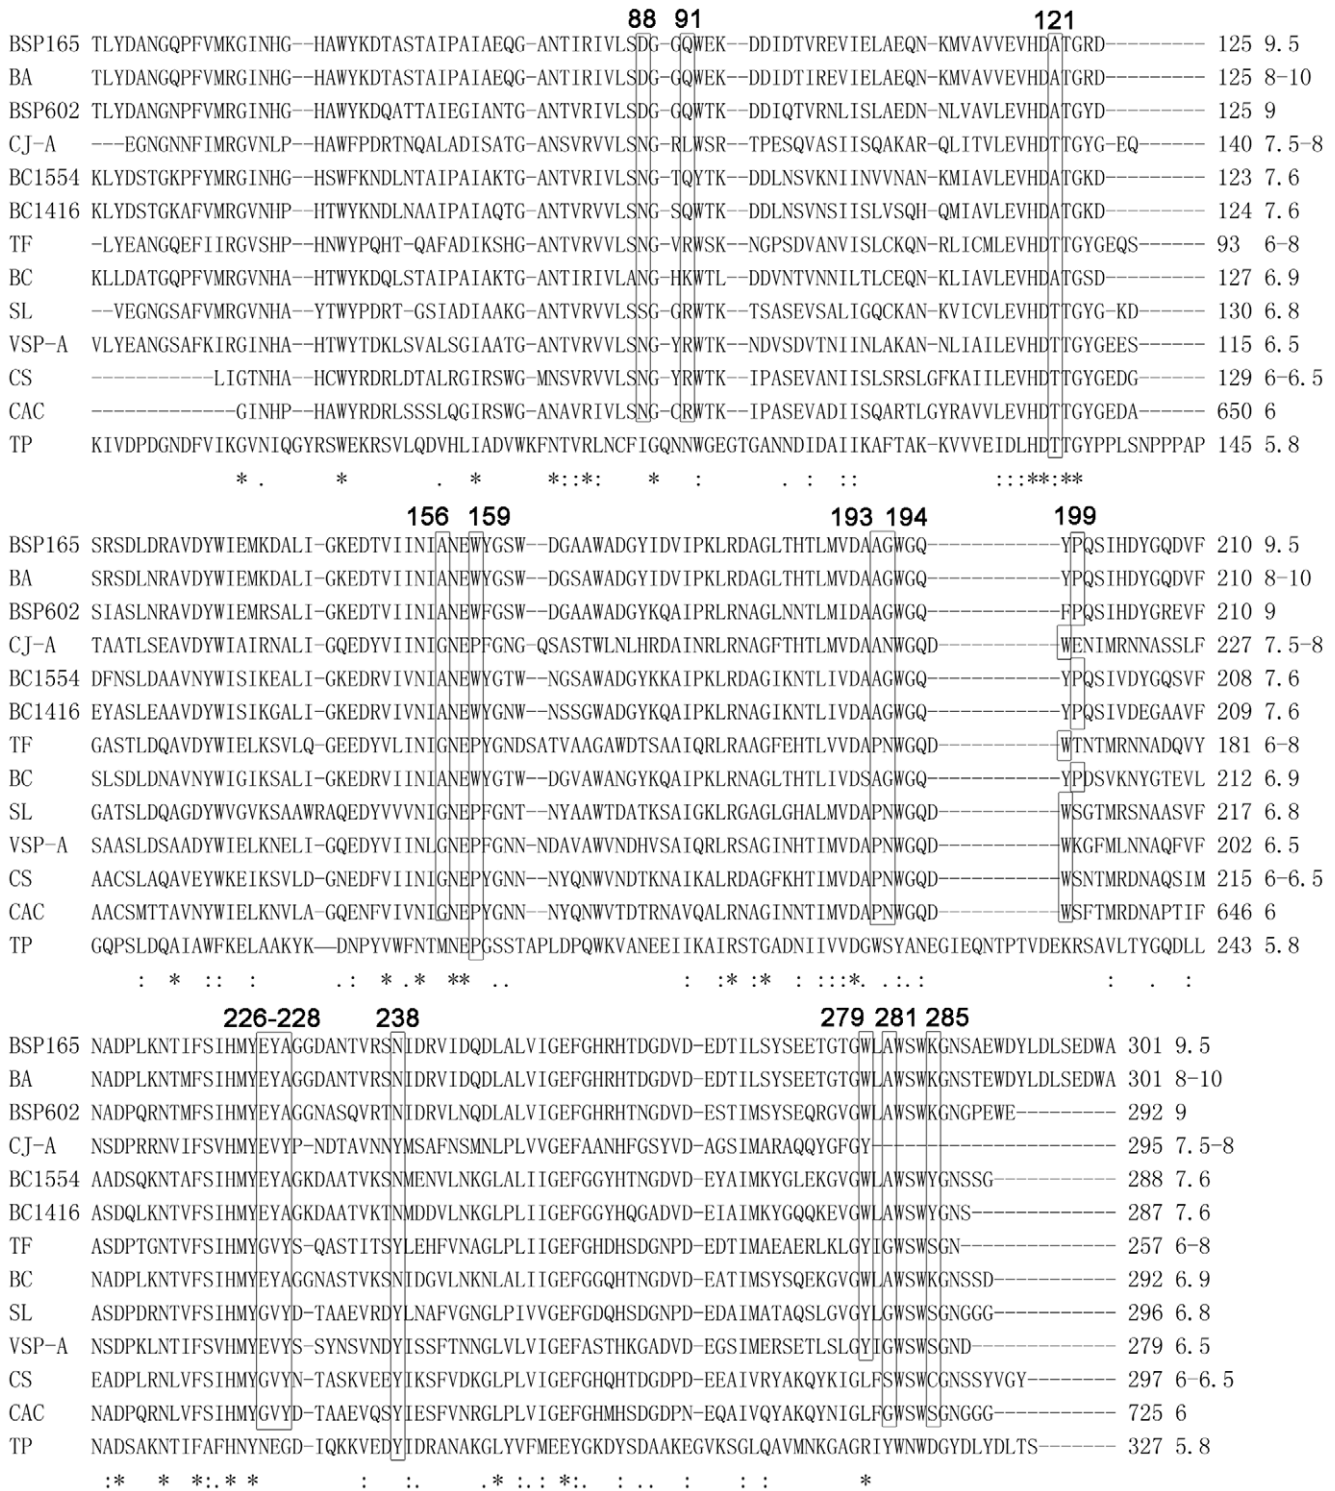 88 91 121
BSP165 TLYDANGQPFVMKGINHG--HAWYKDTASTAIPAIAEQG-ANTIRIVLSDG-GQWEK--DDIDTVREVIELAEQN-KMVAVVEVHDATGRD--------- 125 9.5
BA TLYDANGQPFVMRGINHG--HAWYKDTASTAIPAIAEQG-ANTIRIVLSDG-GQWEK--DDIDTIREVIELAEQN-KMVAVVEVHDATGRD--------- 125 8-10
BSP602 TLYDANGNPFVMRGINHG--HAWYKDQATTAIEGIANTG-ANTVRIVLSDG-GQWTK--DDIQTVRNLISLAEDN-NLVAVLEVHDATGYD--------- 125 9
CJ-A ---EGNGNNFIMRGVNLP--HAWFPDRTNQALADISATG-ANSVRVVLSNG-RLWSR--TPESQVASIISQAKAR-QLITVLEVHDTTGYG-EQ------ 140 7.5-8
BC1554 KLYDSTGKPFYMRGINHG--HSWFKNDLNTAIPAIAKTG-ANTVRIVLSNG-TQYTK--DDLNSVKNIINVVNAN-KMIAVLEVHDATGKD--------- 123 7.6
BC1416 KLYDSTGKAFVMRGVNHP--HTWYKNDLNAAIPAIAQTG-ANTVRVVLSNG-SQWTK--DDLNSVNSIISLVSQH-QMIAVLEVHDATGKD--------- 124 7.6
TF -LYEANGQEFIIRGVSHP--HNWYPQHT-QAFADIKSHG-ANTVRVVLSNG-VRWSK--NGPSDVANVISLCKQN-RLICMLEVHDTTGYGEQS------ 93 6-8
BC KLLDATGQPFVMRGVNHA--HTWYKDQLSTAIPAIAKTG-ANTIRIVLANG-HKWTL--DDVNTVNNILTLCEQN-KLIAVLEVHDATGSD--------- 127 6.9
SL --VEGNGSAFVMRGVNHA--YTWYPDRT-GSIADIAAKG-ANTVRVVLSSG-GRWTK--TSASEVSALIGQCKAN-KVICVLEVHDTTGYG-KD------ 130 6.8
VSP-A VLYEANGSAFKIRGINHA--HTWYTDKLSVALSGIAATG-ANTVRVVLSNG-YRWTK--NDVSDVTNIINLAKAN-NLIAILEVHDTTGYGEES------ 115 6.5
CS -----------LIGTNHA--HCWYRDRLDTALRGIRSWG-MNSVRVVLSNG-YRWTK--IPASEVANIISLSRSLGFKAIILEVHDTTGYGEDG------ 129 6-6.5
CAC -------------GINHP--HAWYRDRLSSSLQGIRSWG-ANAVRIVLSNG-CRWTK--IPASEVADIISQARTLGYRAVVLEVHDTTGYGEDA------ 650 6
TP KIVDPDGNDFVIKGVNIQGYRSWEKRSVLQDVHLIADVWKFNTVRLNCFIGQNNWGEGTGANNDIDAIIKAFTAK-KVVVEIDLHDTTGYPPLSNPPPAP 145 5.8
* . * . * *::*: * : . : :: :::**:**
156 159 193 194 199
BSP165 SRSDLDRAVDYWIEMKDALI-GKEDTVIINIANEWYGSW--DGAAWADGYIDVIPKLRDAGLTHTLMVDAAGWGQ-----------YPQSIHDYGQDVF 210 9.5
BA SRSDLNRAVDYWIEMKDALI-GKEDTVIINIANEWYGSW--DGSAWADGYIDVIPKLRDAGLTHTLMVDAAGWGQ-----------YPQSIHDYGQDVF 210 8-10
BSP602 SIASLNRAVDYWIEMRSALI-GKEDTVIINIANEWFGSW--DGAAWADGYKQAIPRLRNAGLNNTLMIDAAGWGQ-----------FPQSIHDYGREVF 210 9
CJ-A TAATLSEAVDYWIAIRNALI-GQEDYVIINIGNEPFGNG-QSASTWLNLHRDAINRLRNAGFTHTLMVDAANWGQD----------WENIMRNNASSLF 227 7.5-8
BC1554 DFNSLDAAVNYWISIKEALI-GKEDRVIVNIANEWYGTW--NGSAWADGYKKAIPKLRDAGIKNTLIVDAAGWGQ-----------YPQSIVDYGQSVF 208 7.6
BC1416 EYASLEAAVDYWISIKGALI-GKEDRVIVNIANEWYGNW--NSSGWADGYKQAIPKLRNAGIKNTLIVDAAGWGQ-----------YPQSIVDEGAAVF 209 7.6
TF GASTLDQAVDYWIELKSVLQ-GEEDYVLINIGNEPYGNDSATVAAGAWDTSAAIQRLRAAGFEHTLVVDAPNWGQD----------WTNTMRNNADQVY 181 6-8
BC SLSDLDNAVNYWIGIKSALI-GKEDRVIINIANEWYGTW--DGVAWANGYKQAIPKLRNAGLTHTLIVDSAGWGQ-----------YPDSVKNYGTEVL 212 6.9
SL GATSLDQAGDYWVGVKSAAWRAQEDYVVVNIGNEPFGNT--NYAAWTDATKSAIGKLRGAGLGHALMVDAPNWGQD----------WSGTMRSNAASVF 217 6.8
VSP-A SAASLDSAADYWIELKNELI-GQEDYVIINLGNEPFGNN-NDAVAWVNDHVSAIQRLRSAGINHTIMVDAPNWGQD----------WKGFMLNNAQFVF 202 6.5
CS AACSLAQAVEYWKEIKSVLD-GNEDFVIINIGNEPYGNN--NYQNWVNDTKNAIKALRDAGFKHTIMVDAPNWGQD----------WSNTMRDNAQSIM 215 6-6.5
CAC AACSMTTAVNYWIELKNVLA-GQENFVIVNIGNEPYGNN--NYQNWVTDTRNAVQALRNAGINNTIMVDAPNWGQD----------WSFTMRDNAPTIF 646 6
TP GQPSLDQAIAWFKELAAKYK--DNPYVWFNTMNEPGSSTAPLDPQWKVANEEIIKAIRSTGADNIIVVDGWSYANEGIEQNTPTVDEKRSAVLTYGQDLL 243 5.8
: * :: : .: * .* ** .. : :* :* : :::*. .:.: : . :
226-228 238 279 281 285
BSP165 NADPLKNTIFSIHMYEYAGGDANTVRSNIDRVIDQDLALVIGEFGHRHTDGDVD-EDTILSYSEETGTGWLAWSWKGNSAEWDYLDLSEDWA 301 9.5
BA NADPLKNTIFSIHMYEYAGGDANTVRSNIDRVIDQDLALVIGEFGHRHTDGDVD-EDTILSYSEETGTGWLAWSWKGNSTEWDYLDLSEDWA 301 8-10
BSP602 NADPQRNTMFSIHMYEYAGGNASQVRTNIDRVLNQDLALVIGEFGHRHTNGDVD-ESTIMSYSEQRGVGWLAWSWKGNGPEWE--------- 292 9
CJ-A NSDPRRNVIFSVHMYEVYP-NDTAVNNYMSAFNSMNLPLVVGEFAANHFGSYVD-AGSIMARAQQYGFGY---------------------- 295 7.5-8
BC1554 AADSQKNTAFSIHMYEYAGKDAATVKSNMENVLNKGLALIIGEFGGYHTNGDVD-EYAIMKYGLEKGVGWLAWSWYGNSSG----------- 288 7.6
BC1416 ASDQLKNTVFSIHMYEYAGKDAATVKTNMDDVLNKGLPLIIGEFGGYHQGADVD-EIAIMKYGQQKEVGWLAWSWYGNS------------- 287 7.6
TF ASDPTGNTVFSIHMYGVYS-QASTITSYLEHFVNAGLPLIIGEFGHDHSDGNPD-EDTIMAEAERLKLGYIGWSWSGN-------------- 257 6-8
BC NADPLKNTVFSIHMYEYAGGNASTVKSNIDGVLNKNLALIIGEFGGQHTNGDVD-EATIMSYSQEKGVGWLAWSWKGNSSD----------- 292 6.9
SL ASDPDRNTVFSIHMYGVYD-TAAEVRDYLNAFVGNGLPIVVGEFGDQHSDGNPD-EDAIMATAQSLGVGYLGWSWSGNGGG----------- 296 6.8
VSP-A NSDPKLNTIFSIHMYEVYS-SYNSVNDYISSFTNNGLVLVIGEFASTHKGADVD-EGSIMERSETLSLGYIGWSWSGND------------- 279 6.5
CS EADPLRNLVFSIHMYGVYN-TASKVEEYIKSFVDKGLPLVIGEFGHQHTDGDPD-EEAIVRYAKQYKIGLFSWSWCGNSSYVGY-------- 297 6-6.5
CAC NADPQRNLVFSIHMYGVYD-TAAEVQSYIESFVNRGLPLVIGEFGHMHSDGDPN-EQAIVQYAKQYNIGLFGWSWSGNGGG----------- 725 6
TP NADSAKNTIFAFHNYNEGD-IQKKVEDYIDRANAKGLYVFMEEYGKDYSDAAKEGVKSGLQAVMNKGAGRIYWNWDGYDLYDLTS------- 327 5.8
:* * *:.* * : :. .* :.: *:. : .. : : : *